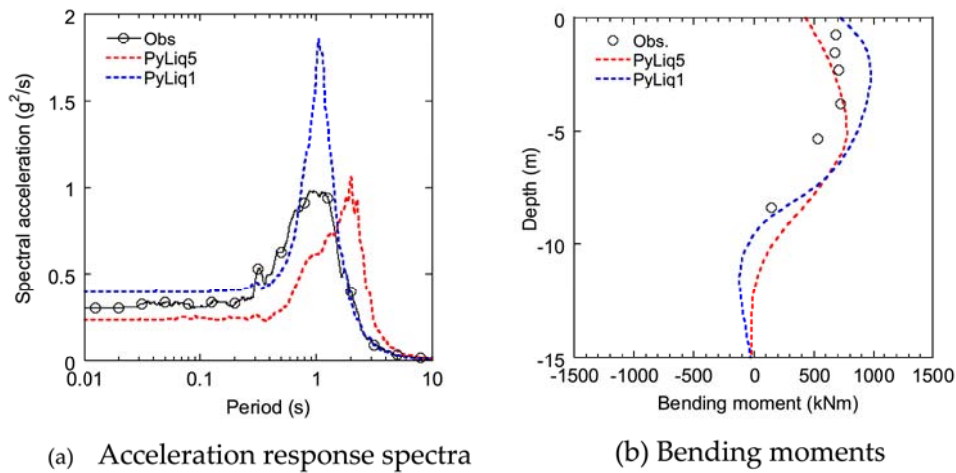 2
1.5
1
0.5
0
0.01
0.1
1
10
Spectral acceleration (g²/s)
Period (s)
Obs
PyLiq5
PyLiq1
(a) Acceleration response spectra
0
-5
-10
-15
-1500
-1000
-500
0
500
1000
1500
Depth (m)
Bending moment (kNm)
Obs.
PyLiq5
PyLiq1
(b) Bending moments